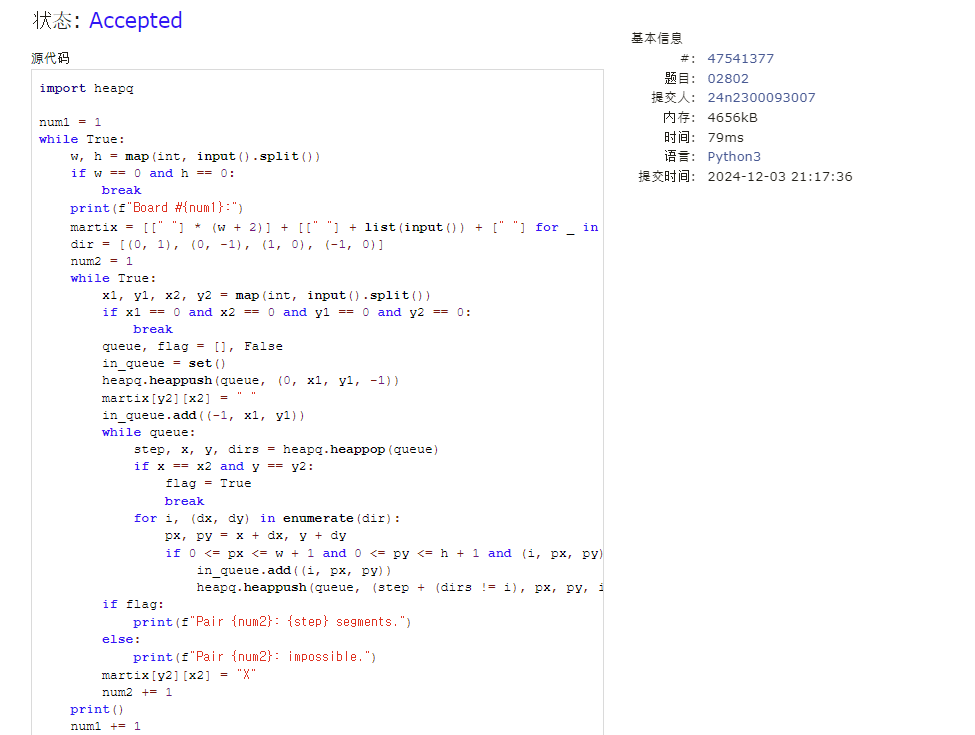 状态: Accepted
源代码
import heapq
num1 = 1
while True:
    w, h = map(int, input().split())
    if w == 0 and h == 0:
        break
    print(f"Board #{num1}:")
    martix = [[" "] * (w + 2)] + [[" "] + list(input()) + [" "] for _ in
    dir = [(0, 1), (0, -1), (1, 0), (-1, 0)]
    num2 = 1
    while True:
        x1, y1, x2, y2 = map(int, input().split())
        if x1 == 0 and x2 == 0 and y1 == 0 and y2 == 0:
            break
        queue, flag = [], False
        in_queue = set()
        heapq.heappush(queue, (0, x1, y1, -1))
        martix[y2][x2] = " "
        in_queue.add((-1, x1, y1))
        while queue:
            step, x, y, dirs = heapq.heappop(queue)
            if x == x2 and y == y2:
                flag = True
                break
            for i, (dx, dy) in enumerate(dir):
                px, py = x + dx, y + dy
                if 0 <= px <= w + 1 and 0 <= py <= h + 1 and (i, px, py)
                    in_queue.add((i, px, py))
                    heapq.heappush(queue, (step + (dirs != i), px, py, i
        if flag:
            print(f"Pair {num2}: {step} segments.")
        else:
            print(f"Pair {num2}: impossible.")
        martix[y2][x2] = "X"
        num2 += 1
    print()
    num1 += 1
基本信息
#: 47541377
题目: 02802
提交人: 24n2300093007
内存: 4656kB
时间: 79ms
语言: Python3
提交时间: 2024-12-03 21:17:36